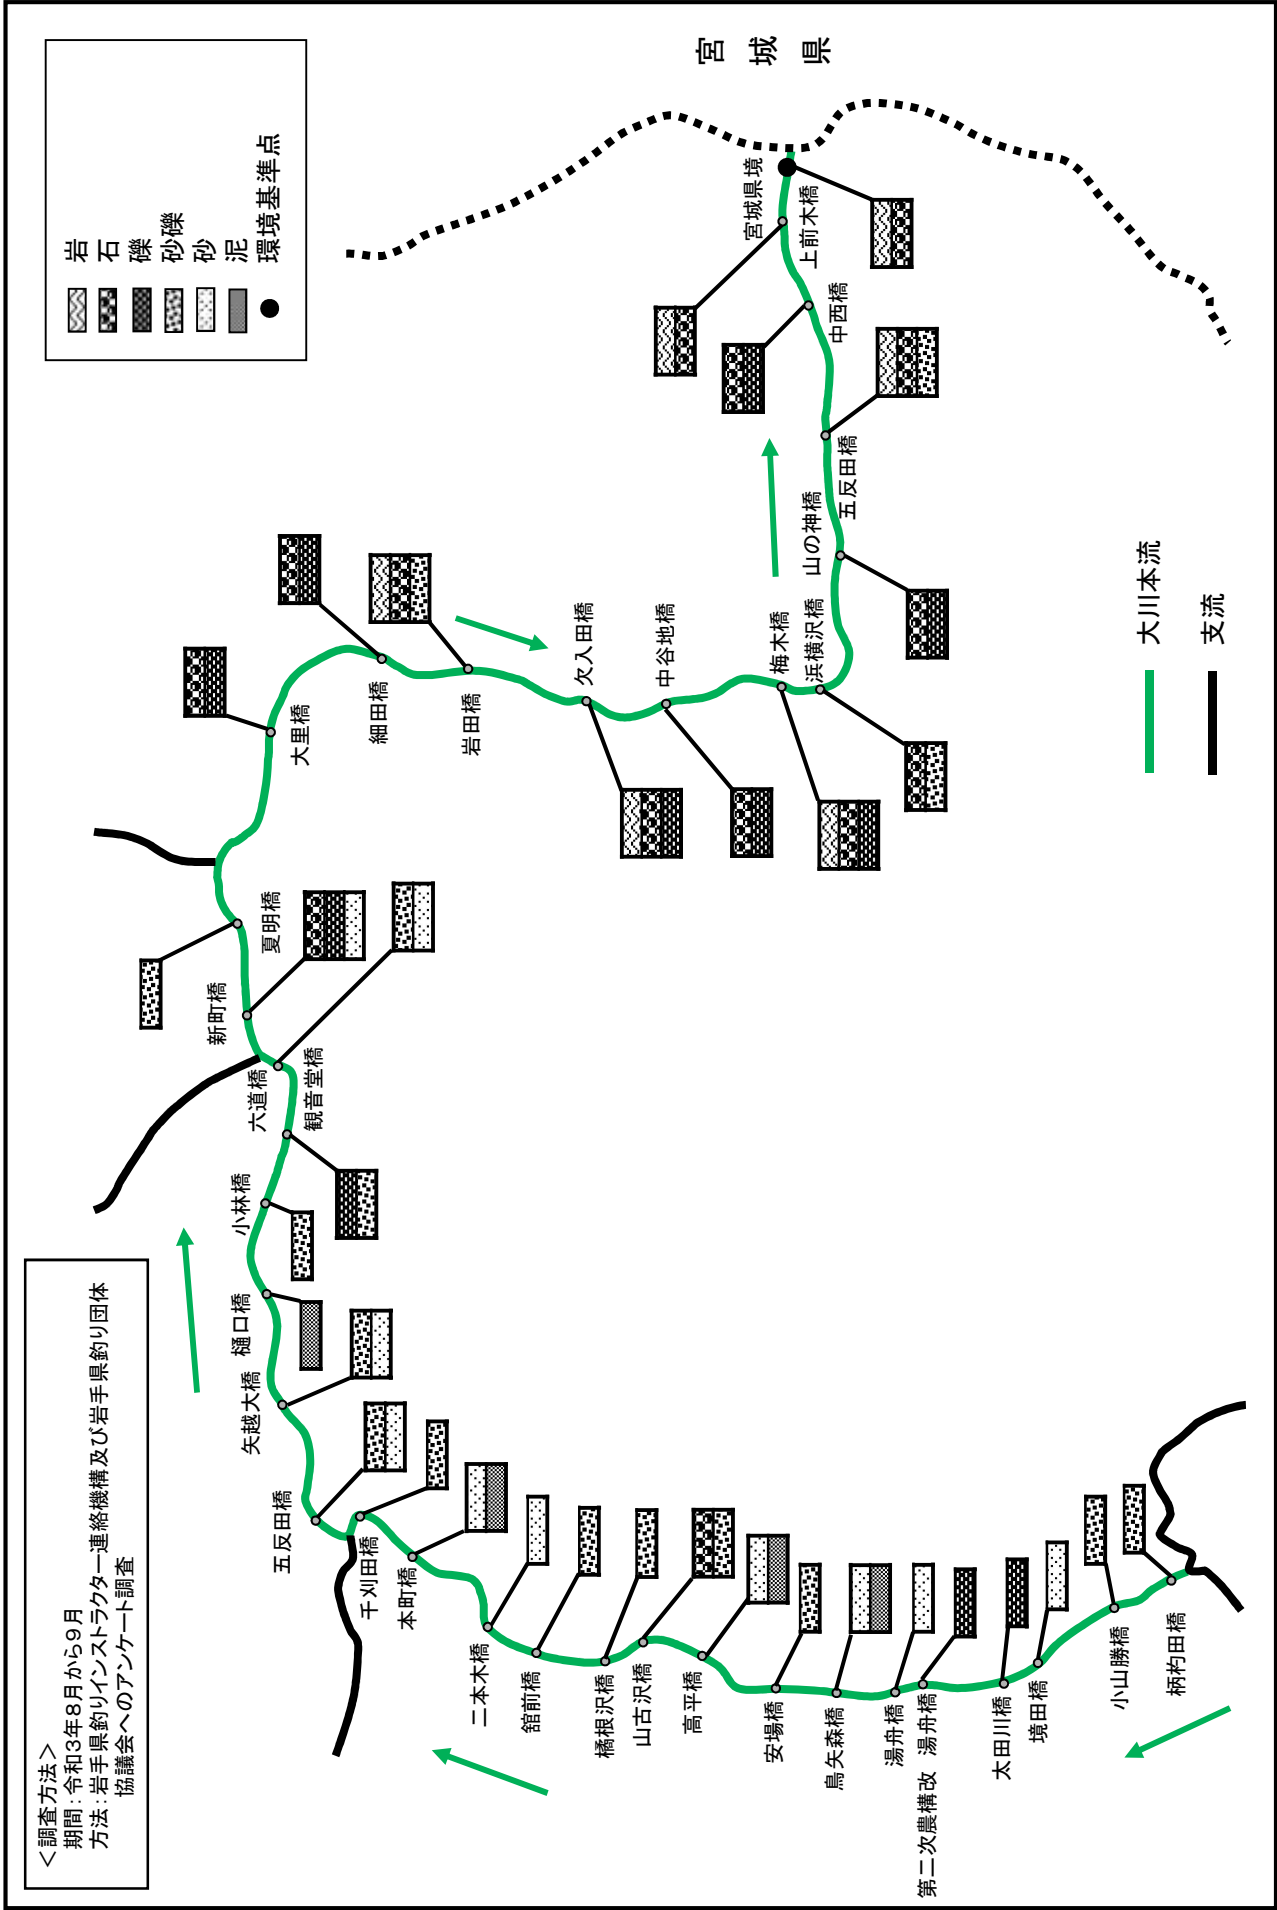 ＜調査方法＞
期間：令和3年8月から9月
方法：岩手県釣りインストラクター連絡機構及び岩手県釣り団体
協議会へのアンケート調査
岩
石
礫
砂礫
砂
泥
環境基準点
宮城県
宮城県境
上前木橋
中西橋
五反田橋
山の神橋
浜横沢橋
梅木橋
中谷地橋
欠入田橋
岩田橋
細田橋
大里橋
夏明橋
新町橋
六道橋
観音堂橋
小林橋
樋口橋
矢越大橋
五反田橋
千刈田橋
本町橋
二本木橋
舘前橋
橘根沢橋
山古沢橋
高平橋
安場橋
鳥矢森橋
湯舟橋
第二次農構改 湯舟橋
太田川橋
境田橋
小山勝橋
柄杓田橋
大川本流
支流